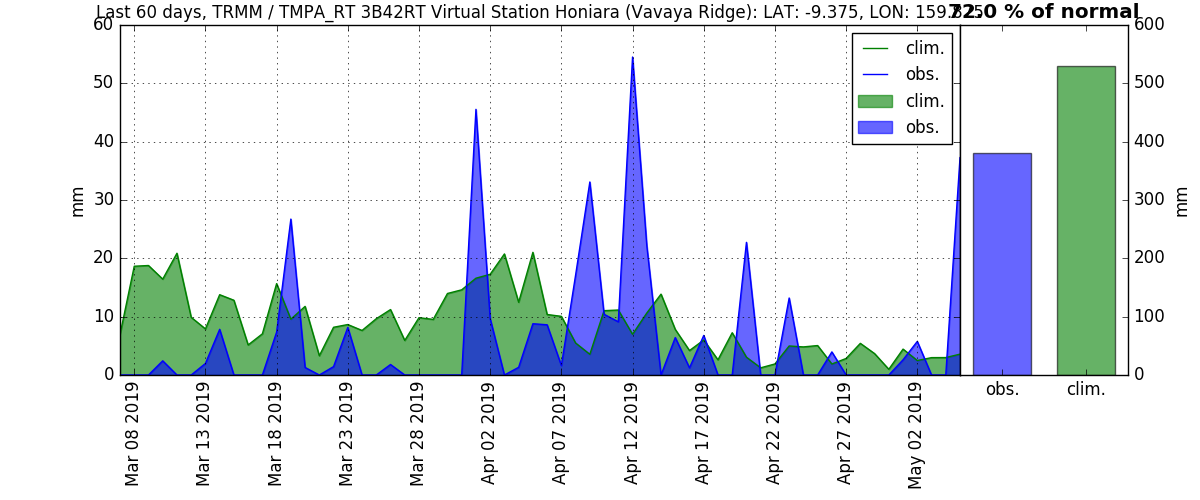 Last 60 days, TRMM / TMPA_RT 3B42RT Virtual Station Honiara (Vavaya Ridge): LAT: -9.375, LON:
72.0 % of normal
60
50
40
30
20
10
0
mm
clim.
obs.
clim.
obs.
600
500
400
300
200
100
0
mm
obs.
clim.
Mar 08 2019
Mar 13 2019
Mar 18 2019
Mar 23 2019
Mar 28 2019
Apr 02 2019
Apr 07 2019
Apr 12 2019
Apr 17 2019
Apr 22 2019
Apr 27 2019
May 02 2019